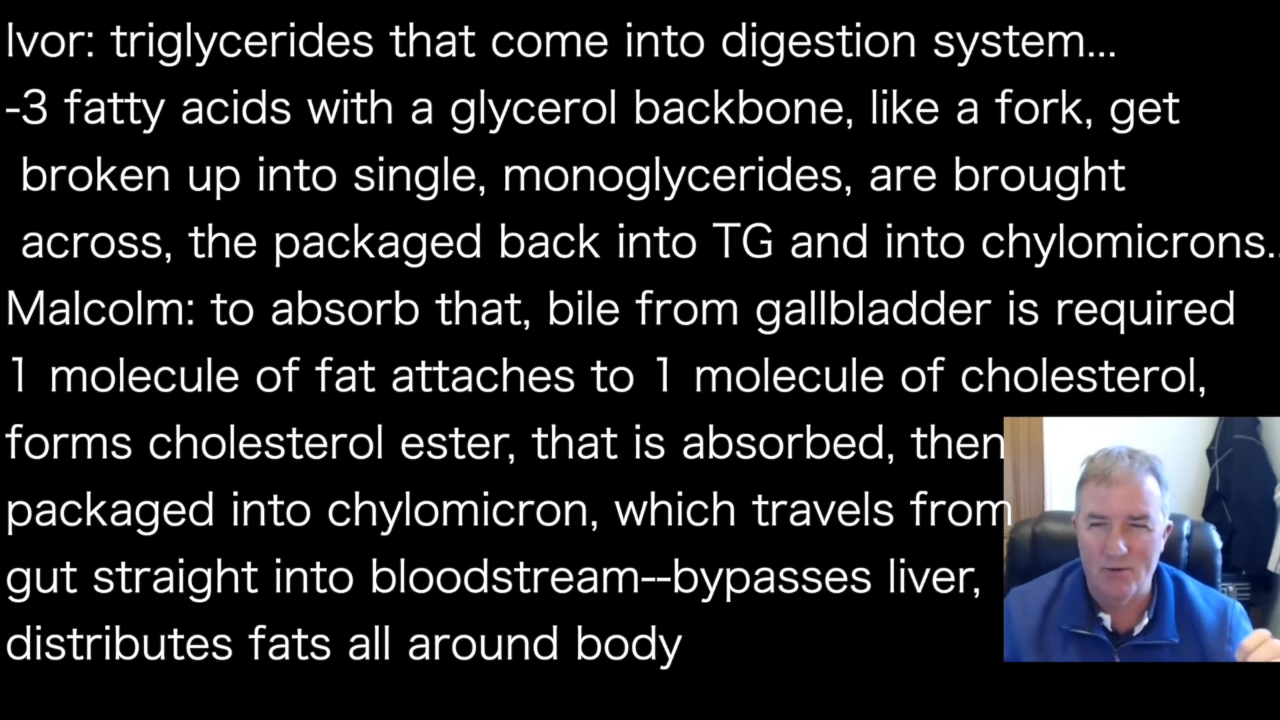 Ivor: triglycerides that come into digestion system...
-3 fatty acids with a glycerol backbone, like a fork, get
broken up into single, monoglycerides, are brought
across, the packaged back into TG and into chylomicrons..
Malcolm: to absorb that, bile from gallbladder is required
1 molecule of fat attaches to 1 molecule of cholesterol,
forms cholesterol ester, that is absorbed, then
packaged into chylomicron, which travels from
gut straight into bloodstream--bypasses liver,
distributes fats all around body